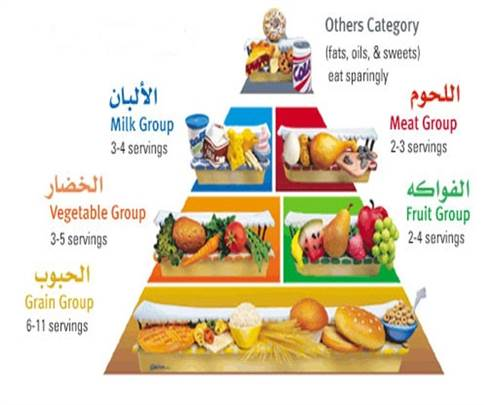 Others Category
(fats, oils, & sweets)
eat sparingly
COLA
الألبان
Milk Group
3-4 servings
اللحوم
Meat Group
2-3 servings
الخضار
Vegetable Group
3-5 servings
الفواكه
Fruit Group
2-4 servings
الحبوب
Grain Group
6-11 servings